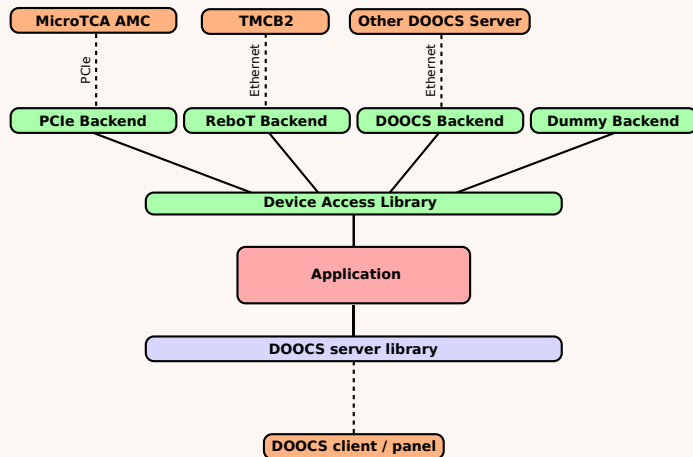 MicroTCA AMC
TMCB2
Other DOOCS Server
PCIe
Ethernet
Ethernet
PCIe Backend
ReboT Backend
DOOCS Backend
Dummy Backend
Device Access Library
Application
DOOCS server library
DOOCS client / panel